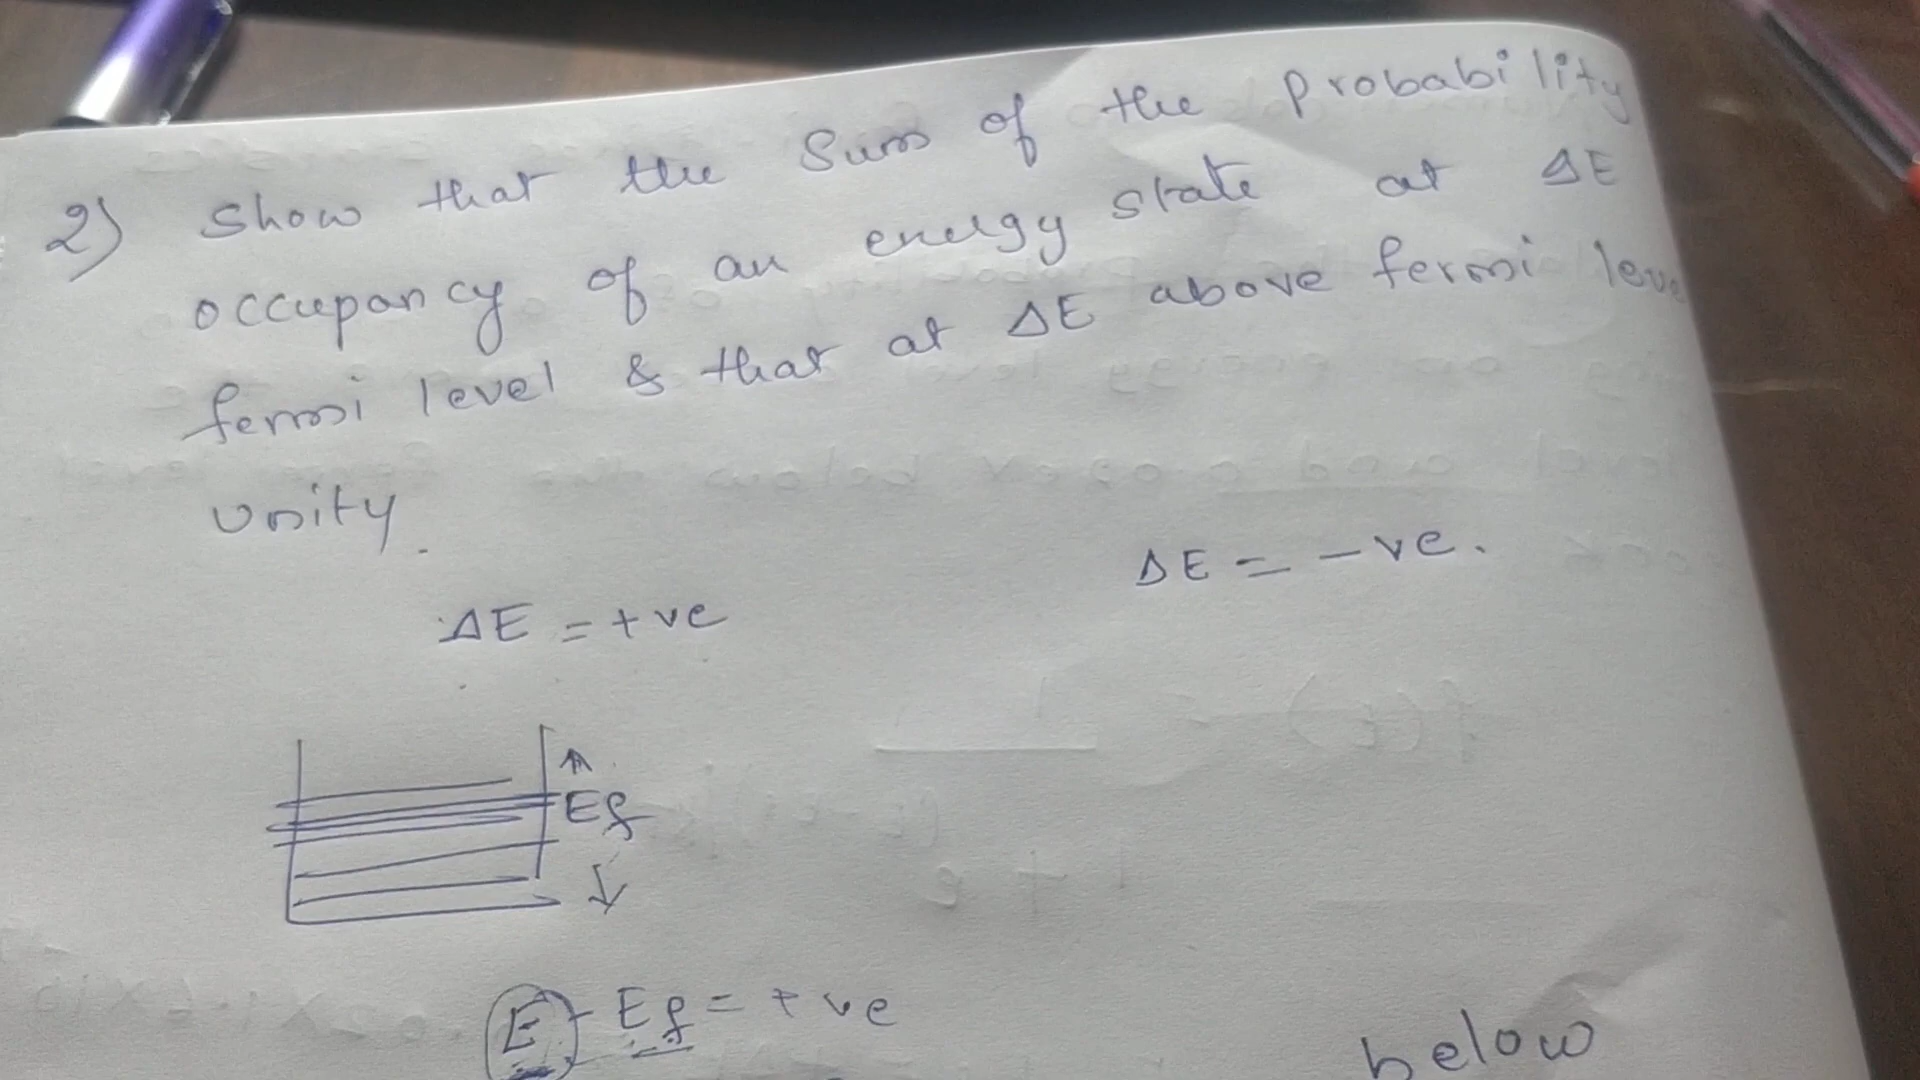 2) Show that the Sum of the probability
occupancy of an energy state at ΔE
fermi level & that at ΔE above fermi leve
unity.
ΔE = +ve
ΔE = -ve.
Ef
E - Ef = +ve
below